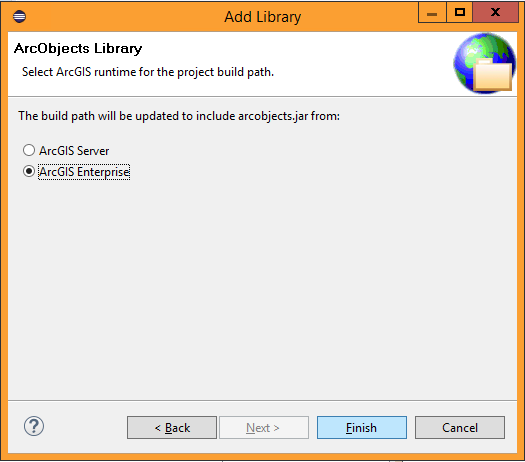 Add Library
ArcObjects Library
Select ArcGIS runtime for the project build path.
The build path will be updated to include arcobjects.jar from:
ArcGIS Server
ArcGIS Enterprise
? < Back Next > Finish Cancel